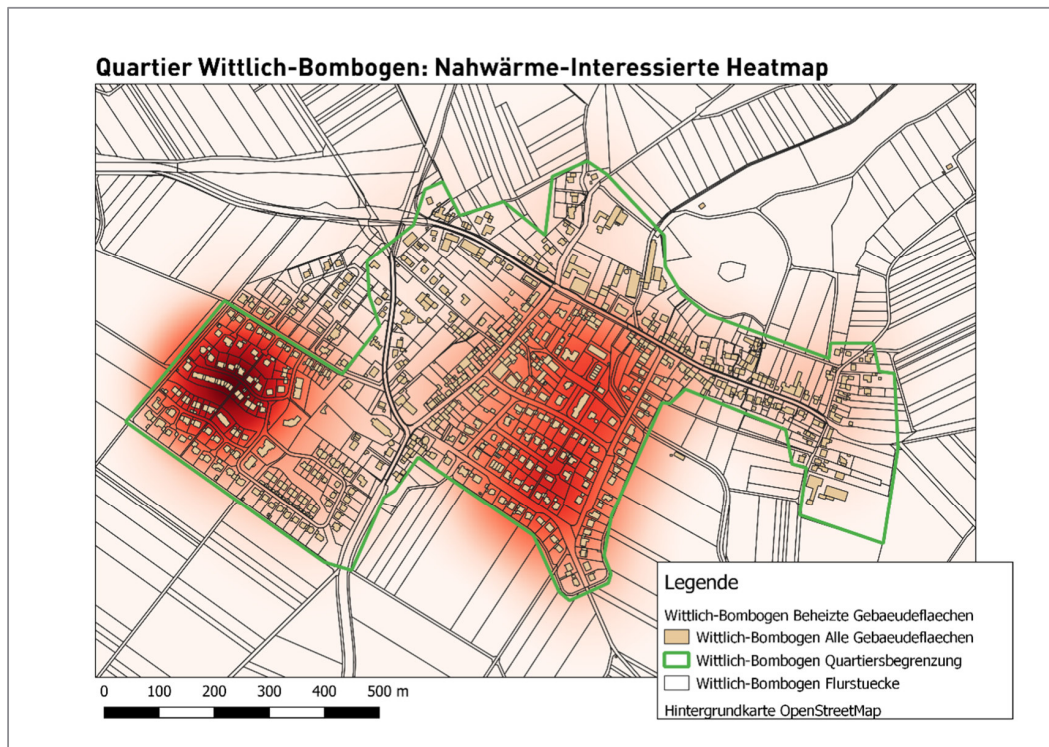 Quartier Wittlich-Bombogen: Nahwärme-Interessierte Heatmap
Legende
Wittlich-Bombogen Beheizte Gebaeudeflaechen
Wittlich-Bombogen Alle Gebaeudeflaechen
Wittlich-Bombogen Quartiersbegrenzung
Wittlich-Bombogen Flurstuecke
Hintergrundkarte OpenStreetMap
0 100 200 300 400 500 m